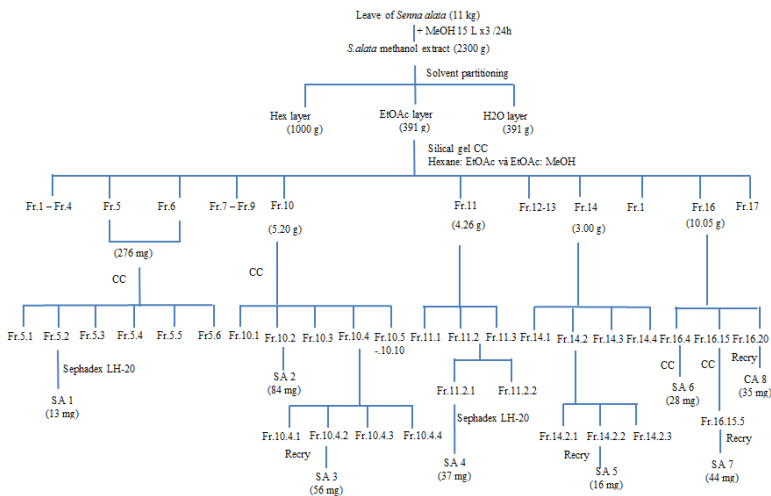 Leave of Senna alata (11 kg)
+ MeOH 15 L x3 /24h
S.alata methanol extract (2300 g)
Solvent partitioning
Hex layer
(1000 g)
EtOAc layer
(391 g)
H2O layer
(391 g)
Silical gel CC
Hexane: EtOAc và EtOAc: MeOH
Fr.1 – Fr.4
Fr.5
Fr.6
Fr.7 – Fr.9
Fr.10
Fr.11
Fr.12-13
Fr.14
Fr.1
Fr.16
Fr.17
(276 mg)
(5.20 g)
(4.26 g)
(3.00 g)
(10.05 g)
CC
CC
Fr.5.1
Fr.5.2
Fr.5.3
Fr.5.4
Fr.5.5
Fr5.6
Fr.10.1
Fr.10.2
Fr.10.3
Fr.10.4
Fr.10.5
-.10.10
Fr.11.1
Fr.11.2
Fr.11.3
Fr.14.1
Fr.14.2
Fr.14.3
Fr.14.4
Fr.16.4
Fr.16.15
Fr.16.20
Sephadex LH-20
SA 1
(13 mg)
SA 2
(84 mg)
Fr.11.2.1
Fr.11.2.2
CC
SA 6
(28 mg)
CC
Recry
CA 8
(35 mg)
Fr.10.4.1
Fr.10.4.2
Fr.10.4.3
Fr.10.4.4
Sephadex LH-20
Fr.14.2.1
Fr.14.2.2
Fr.14.2.3
Fr.16.15.5
Recry
SA 3
(56 mg)
SA 4
(37 mg)
Recry
SA 5
(16 mg)
Recry
SA 7
(44 mg)